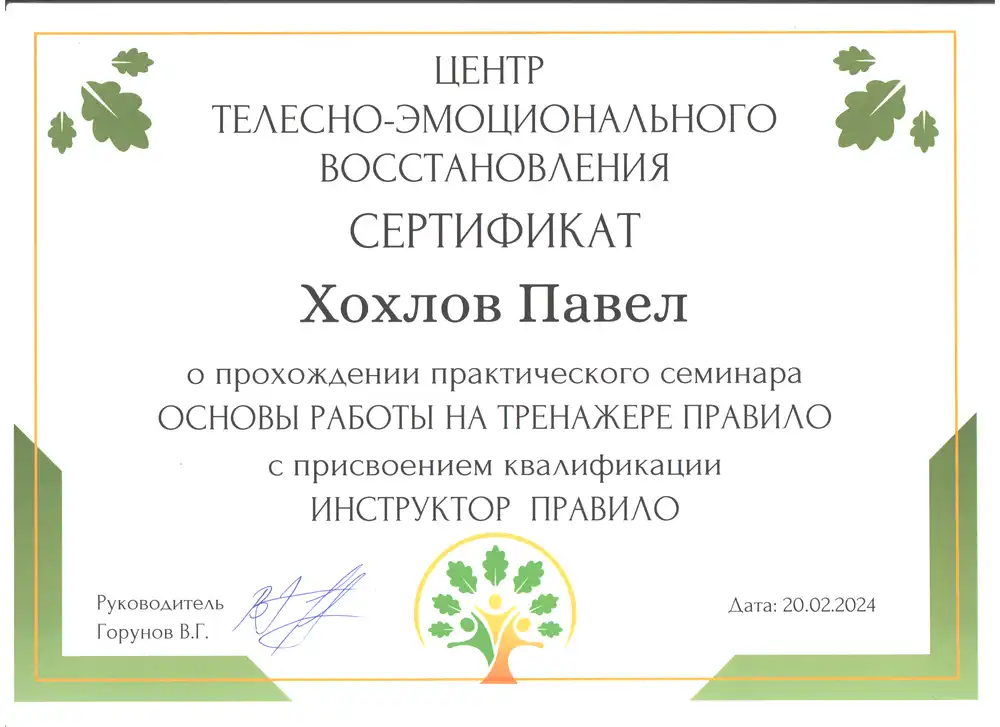 ЦЕНТР
ТЕЛЕСНО-ЭМОЦИОНАЛЬНОГО
ВОССТАНОВЛЕНИЯ
СЕРТИФИКАТ
Хохлов Павел
о прохождении практического семинара
ОСНОВЫ РАБОТЫ НА ТРЕНАЖЕРЕ ПРАВИЛО
с присвоением квалификации
ИНСТРУКТОР ПРАВИЛО
Руководитель
Горунов В.Г.
Дата: 20.02.2024